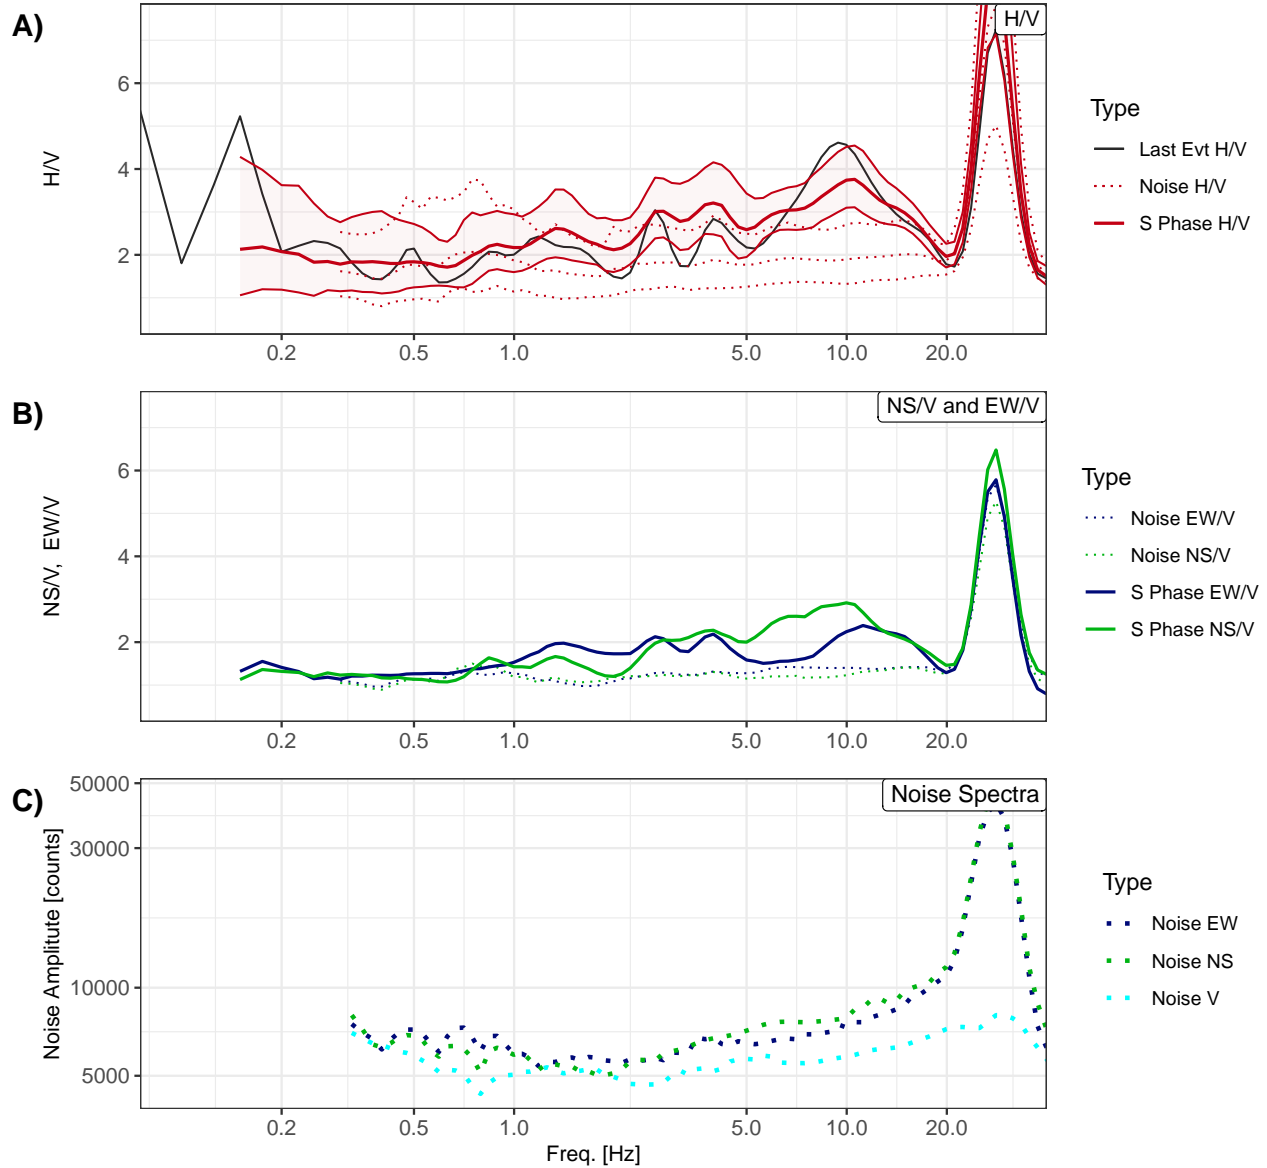 A)
H/V
6
4
2
H/V
0.2 0.5 1.0 5.0 10.0 20.0
Type
Last Evt H/V
Noise H/V
S Phase H/V
B)
NS/V and EW/V
6
4
2
NS/V, EW/V
0.2 0.5 1.0 5.0 10.0 20.0
Type
Noise EW/V
Noise NS/V
S Phase EW/V
S Phase NS/V
C)
Noise Spectra
50000
30000
10000
5000
Noise Amplitute [counts]
0.2 0.5 1.0 5.0 10.0 20.0
Freq. [Hz]
Type
Noise EW
Noise NS
Noise V